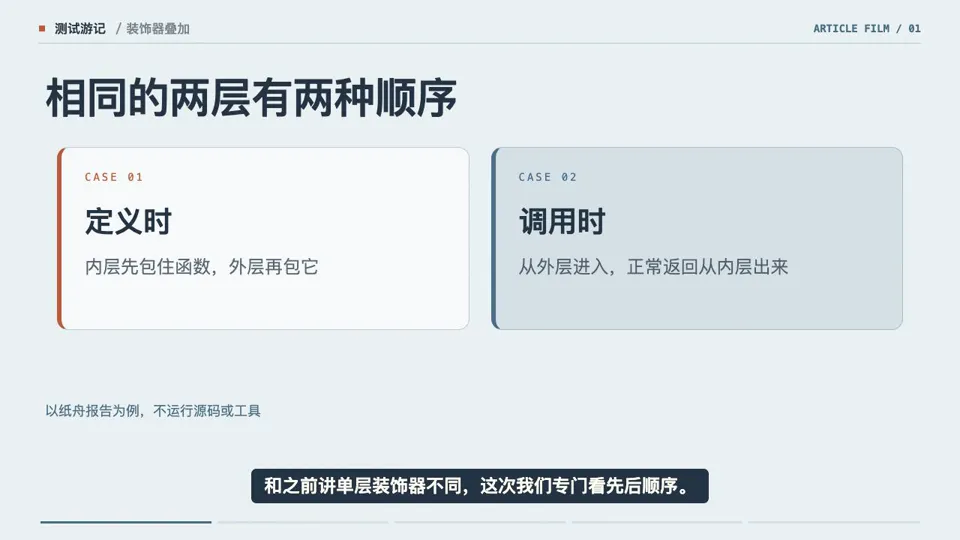 测试游记 / 装饰器叠加
ARTICLE FILM / 01
相同的两层有两种顺序
CASE 01
定义时
内层先包住函数，外层再包它
CASE 02
调用时
从外层进入，正常返回从内层出来
以纸舟报告为例，不运行源码或工具
和之前讲单层装饰器不同，这次我们专门看先后顺序。